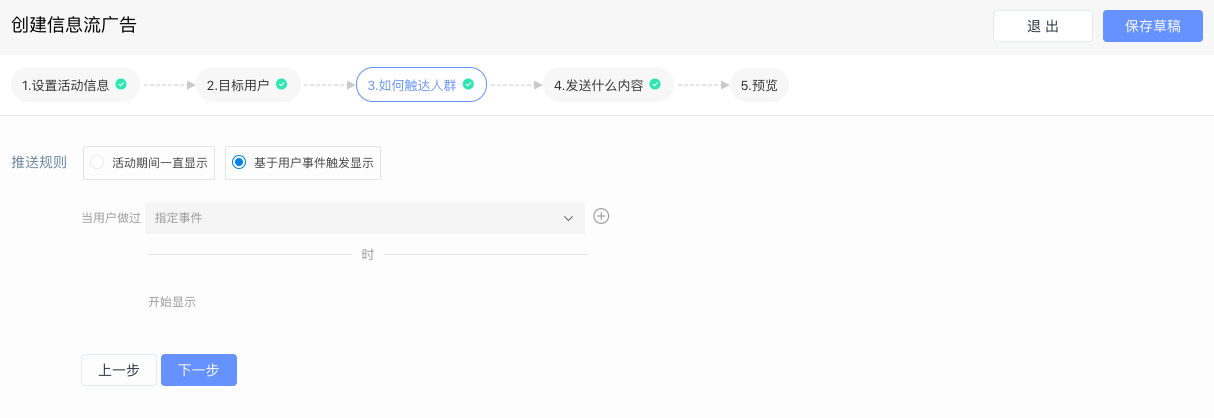 创建信息流广告
退 出
保存草稿
1.设置活动信息
2.目标用户
3.如何触达人群
4.发送什么内容
5.预览
推送规则
活动期间一直显示
基于用户事件触发显示
当用户做过
指定事件
时
开始显示
上一步
下一步